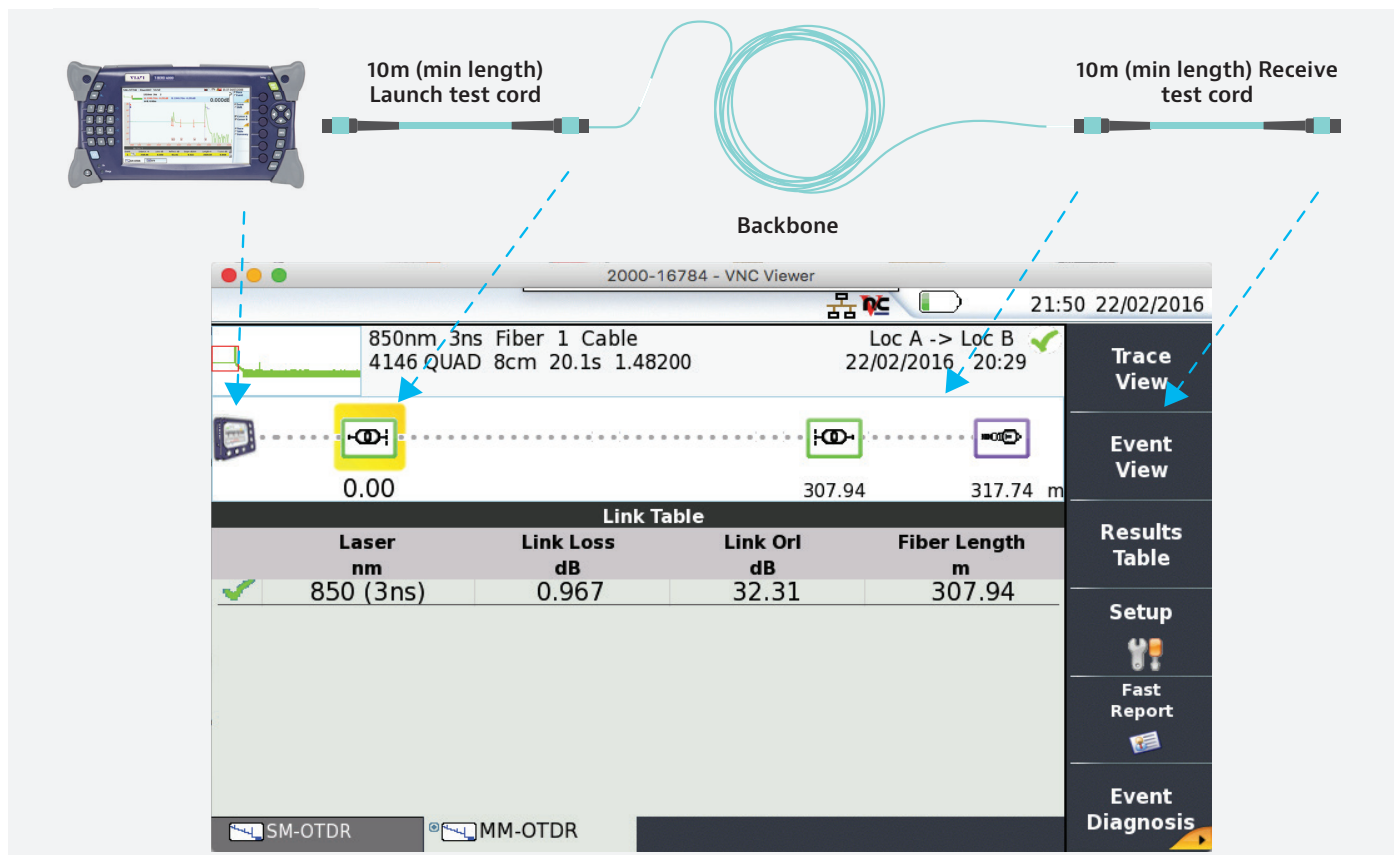 10m (min length)
Launch test cord
10m (min length) Receive
test cord
Backbone
2000-16784 - VNC Viewer
21:50 22/02/2016
850nm 3ns Fiber 1 Cable
Loc A -> Loc B
4146 QUAD 8cm 20.1s 1.48200
22/02/2016 20:29
0.00
307.94
317.74 m
Link Table
Laser
nm
Link Loss
dB
Link Orl
dB
Fiber Length
m
850 (3ns)
0.967
32.31
307.94
Trace
View
Event
View
Results
Table
Setup
Fast
Report
Event
Diagnosis
SM-OTDR
MM-OTDR